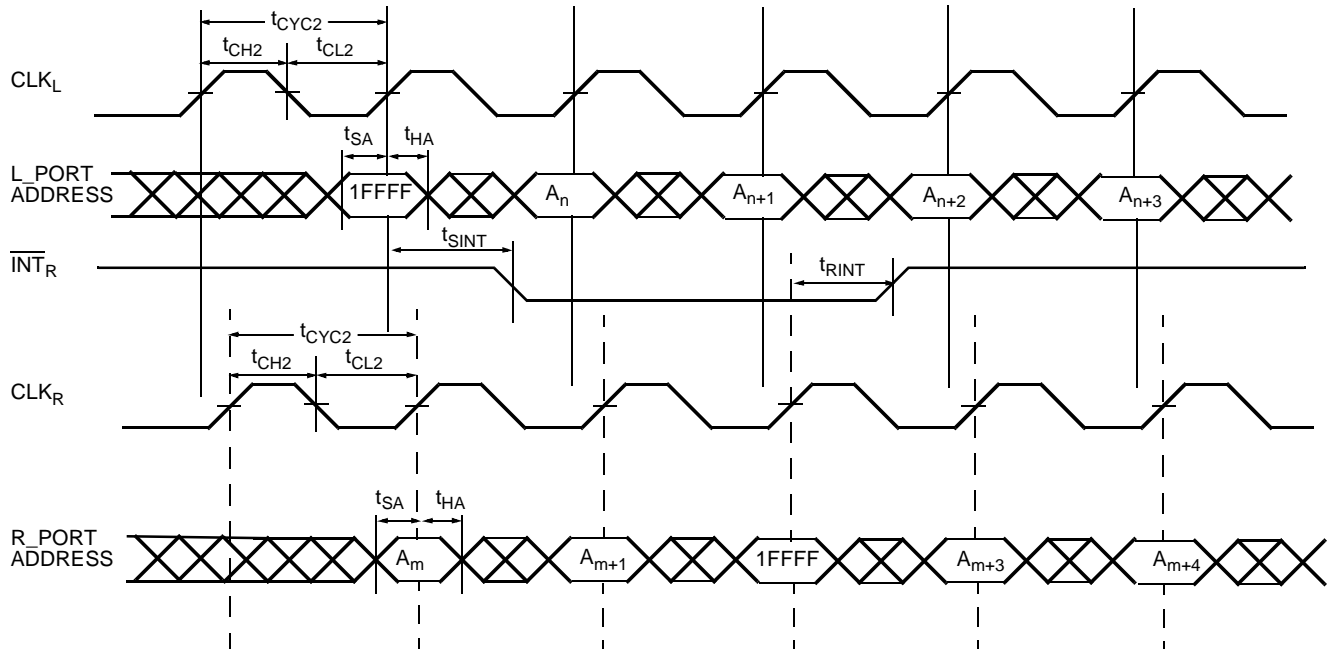 tCYC2
tCH2 tCL2
CLKL
tSA tHA
L_PORT
ADDRESS
1FFFF An An+1 An+2 An+3
tSINT
INTR
tRINT
tCYC2
tCH2 tCL2
CLKR
tSA tHA
R_PORT
ADDRESS
Am Am+1 1FFFF Am+3 Am+4